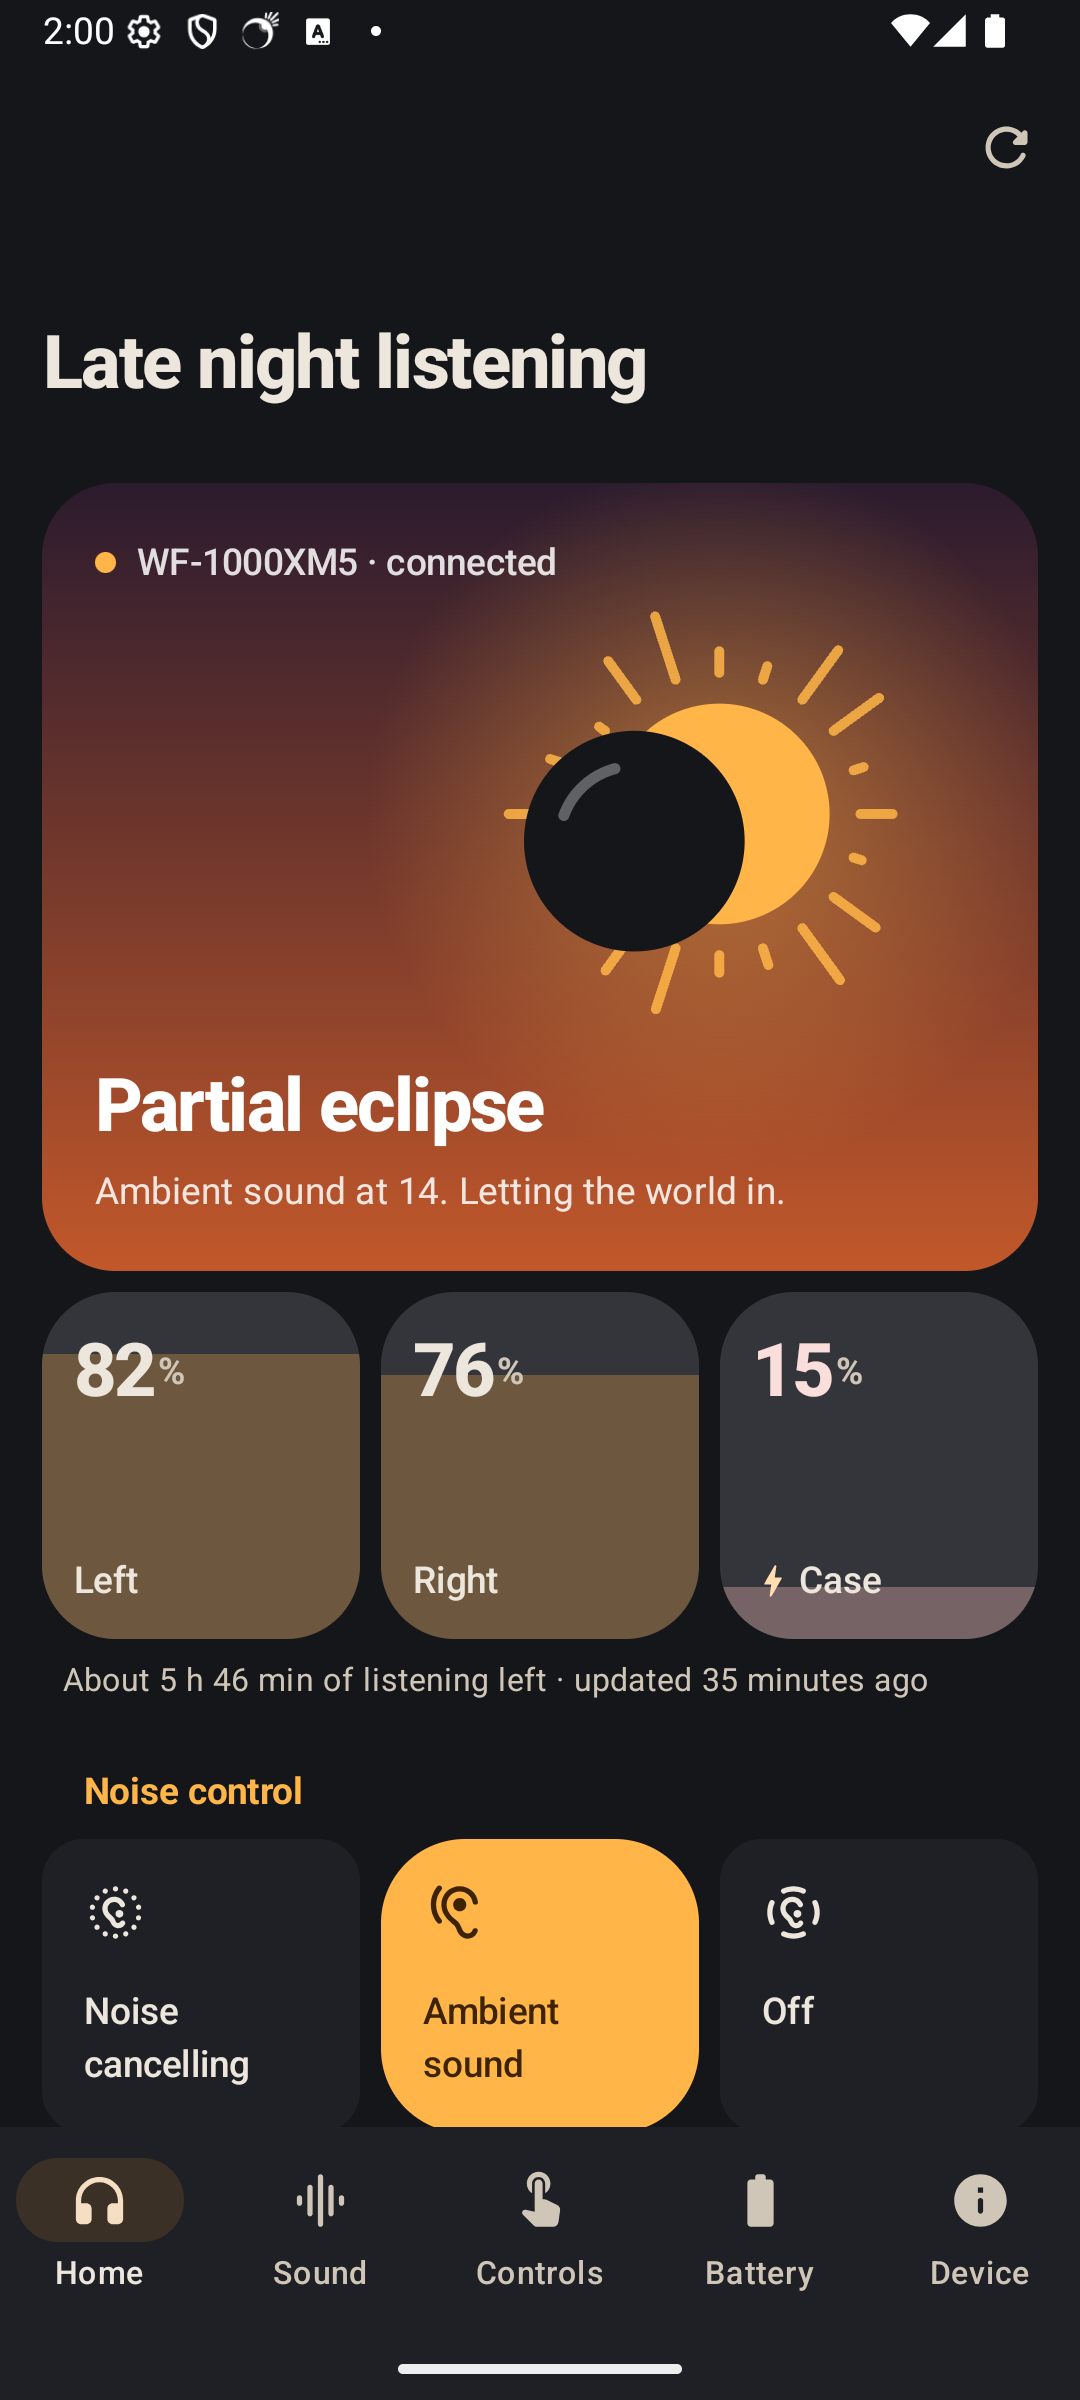 2:00
Late night listening
WF-1000XM5 · connected
Partial eclipse
Ambient sound at 14. Letting the world in.
82% 76% 15%
Left Right Case
About 5 h 46 min of listening left · updated 35 minutes ago
Noise control
Noise cancelling
Ambient sound
Off
Home Sound Controls Battery Device